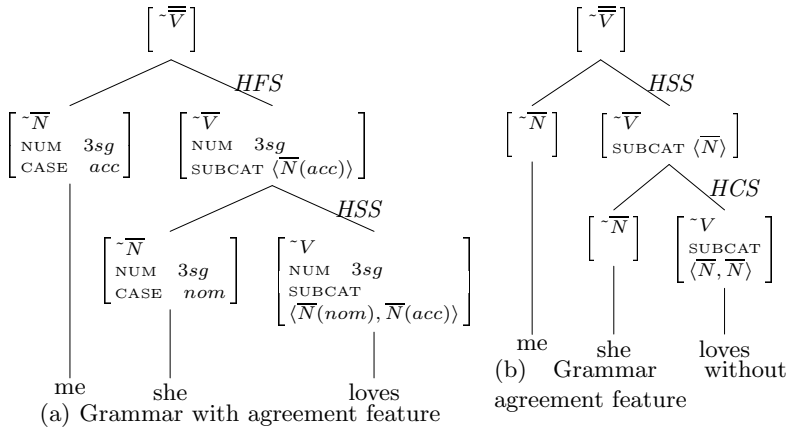 [ ~V̿ ]
HFS
[ ~N̅
NUM 3sg
CASE acc ]
[ ~V̅
NUM 3sg
SUBCAT ⟨N̅(acc)⟩ ]
HSS
[ ~N̅
NUM 3sg
CASE nom ]
[ ~V
NUM 3sg
SUBCAT
⟨N̅(nom), N̅(acc)⟩ ]
me she loves
(a) Grammar with agreement feature
[ ~V̿ ]
HSS
[ ~N̅ ]
[ ~V̅
SUBCAT ⟨N̅⟩ ]
HCS
[ ~N̅ ]
[ ~V
SUBCAT
⟨N̅, N̅⟩ ]
me she loves
(b) Grammar without
agreement feature